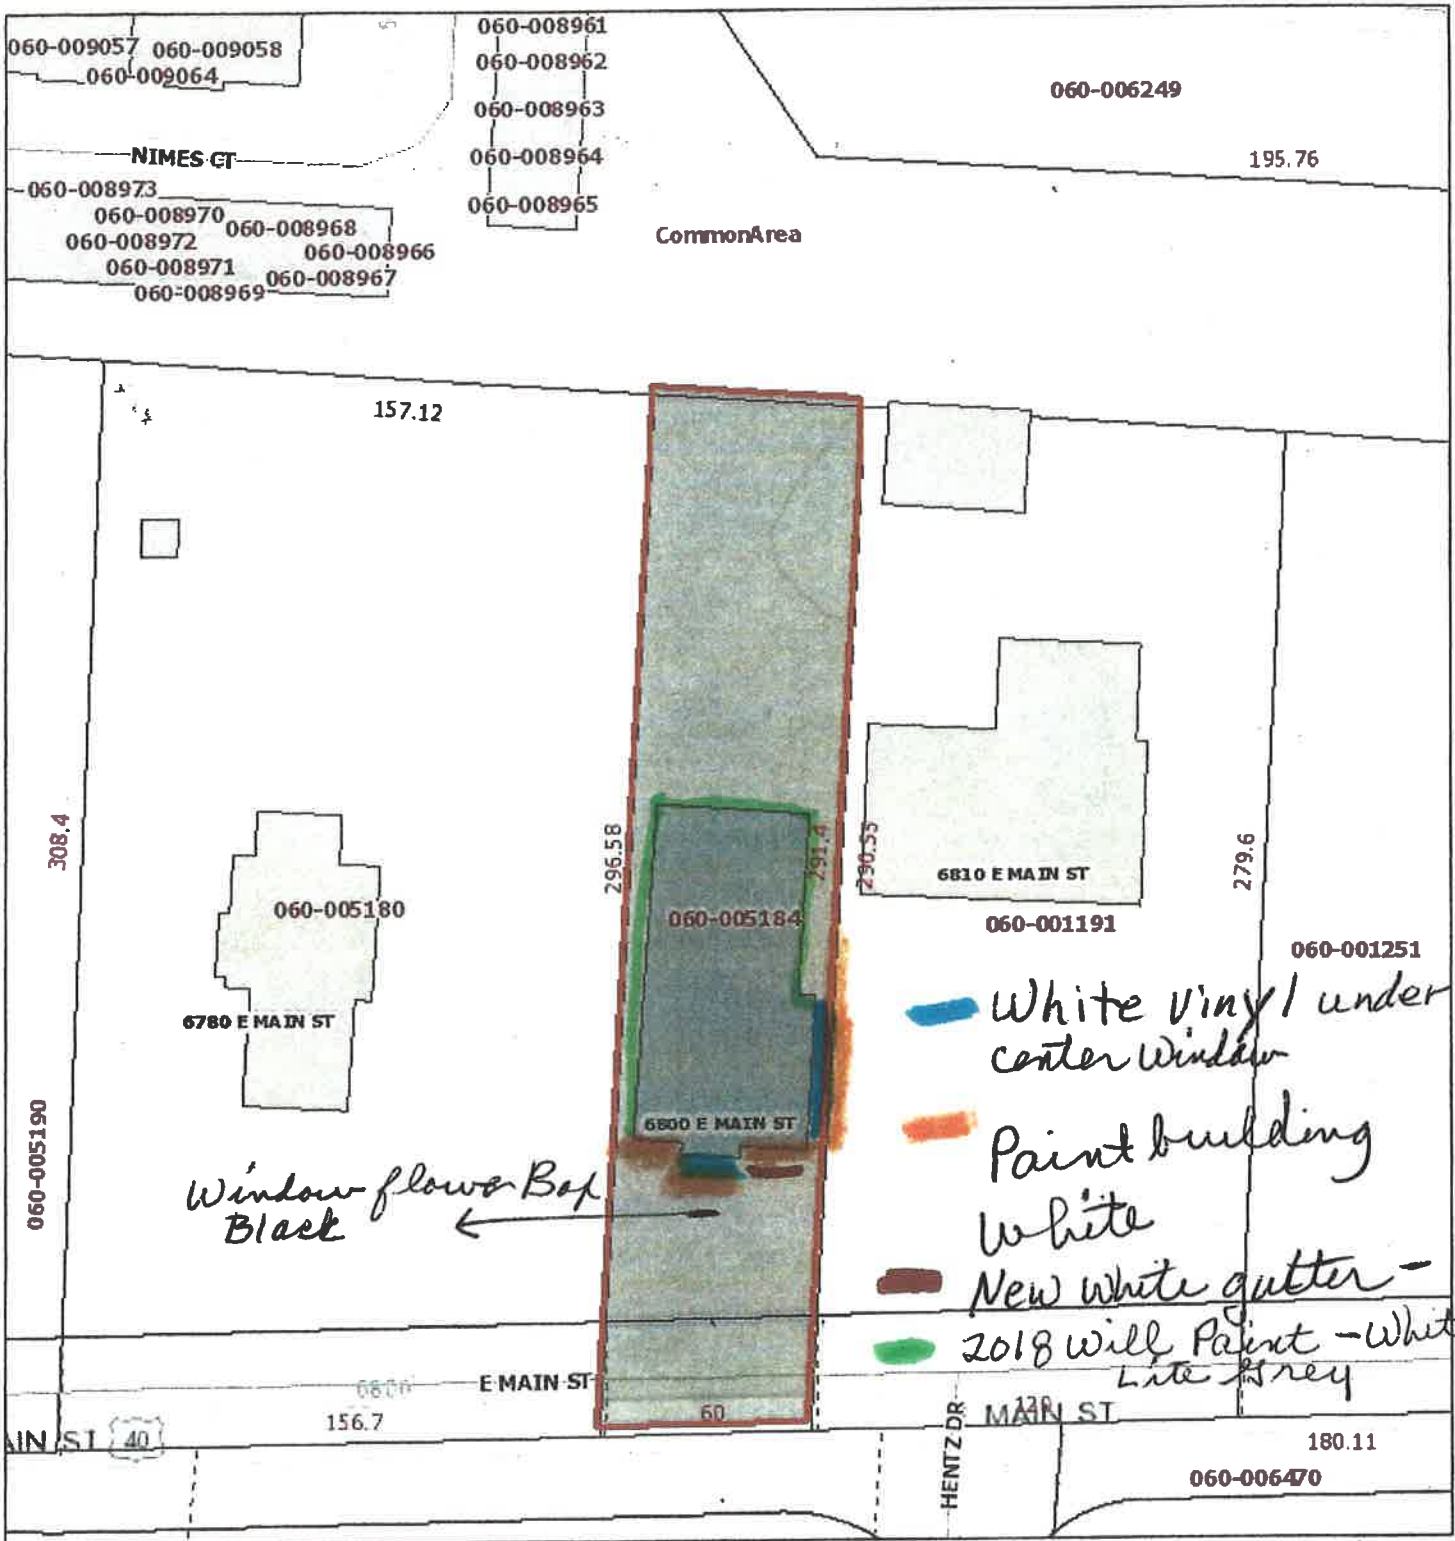 060-009057 060-009058
060-009064
060-008961
060-008962
060-008963
060-008964
060-008965
060-006249
195.76
NIMES CT
060-008973
060-008970
060-008968
060-008972
060-008966
060-008971
060-008967
060-008969
CommonArea
157.12
308.4
296.58
291.4
290.55
279.6
6810 E MAIN ST
060-005180
060-005184
060-001191
060-001251
6780 E MAIN ST
White vinyl under
center Window
060-005190
6800 E MAIN ST
Paint building
White
Window flower Box
Black
New white gutter -
2018 Will Paint - Whit
Lite Grey
6800
E MAIN ST
156.7
60
120
MAIN ST
AIN ST 40
HENTZ DR
180.11
060-006470